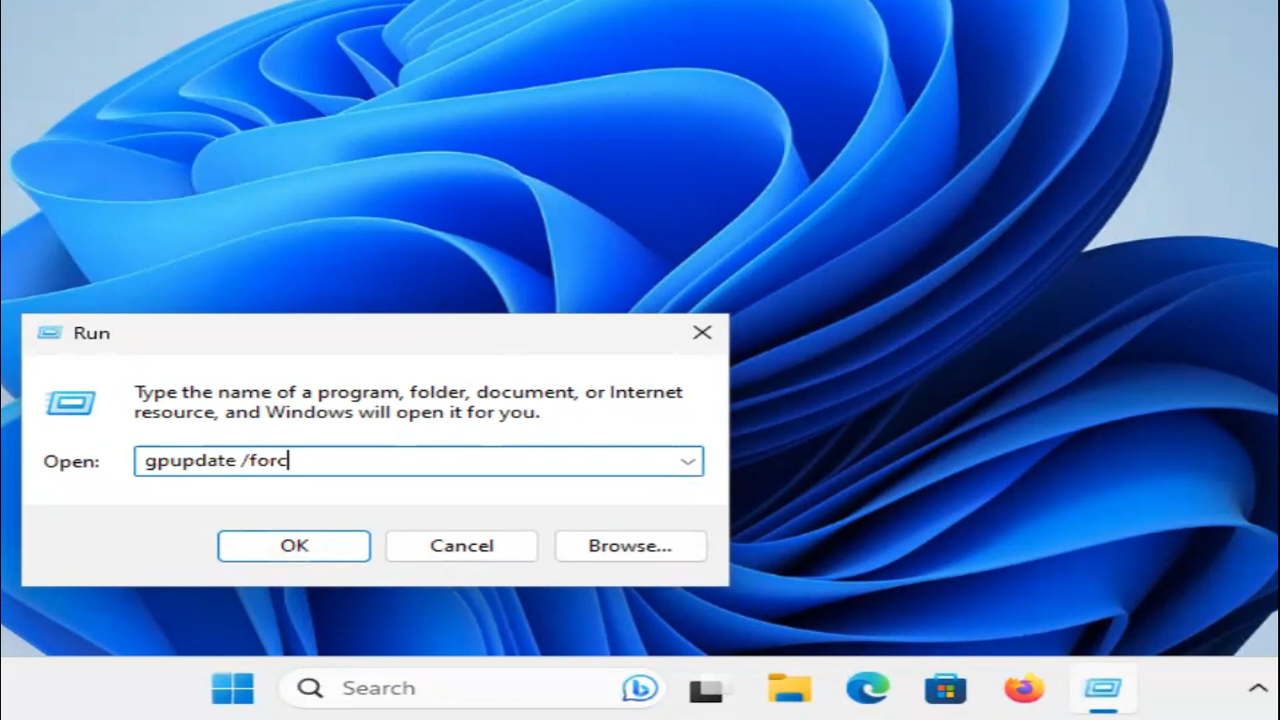 Run
Type the name of a program, folder, document, or Internet
resource, and Windows will open it for you.
Open: gpupdate /forc
OK Cancel Browse...
Search